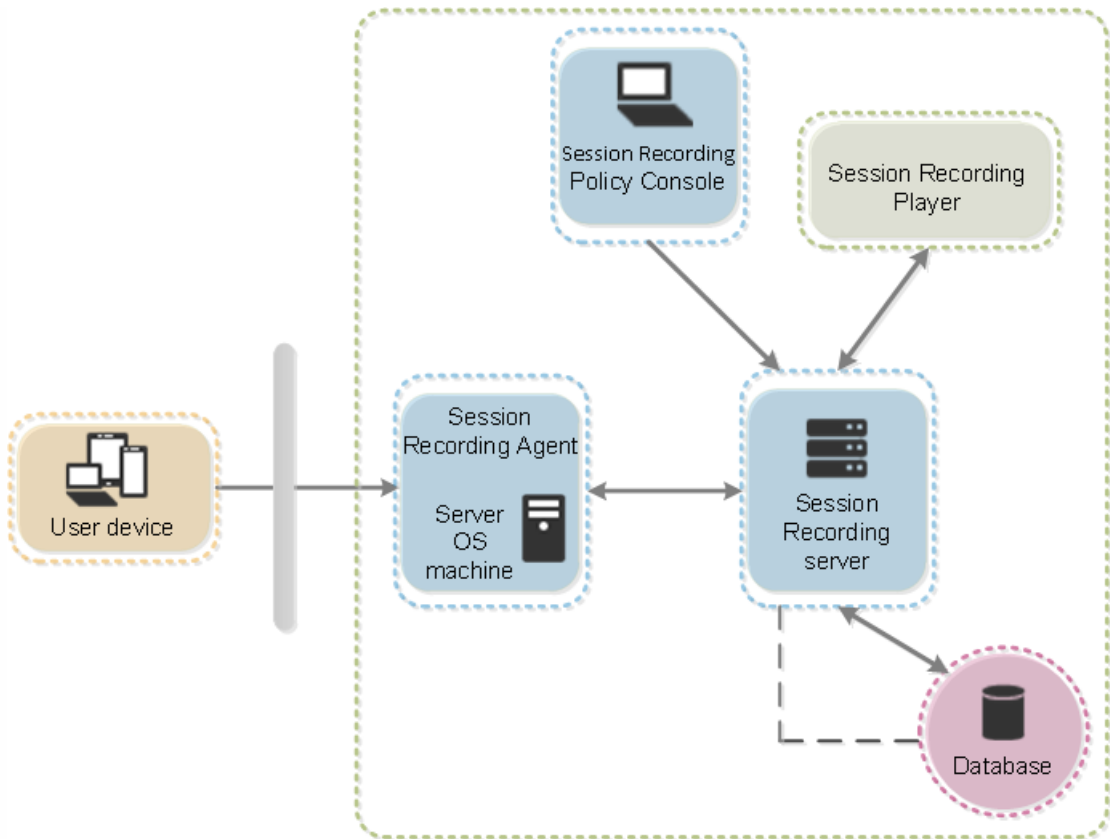 Session Recording
Policy Console
Session Recording
Player
Session
Recording Agent
Server
OS
machine
Session
Recording
server
User device
Database